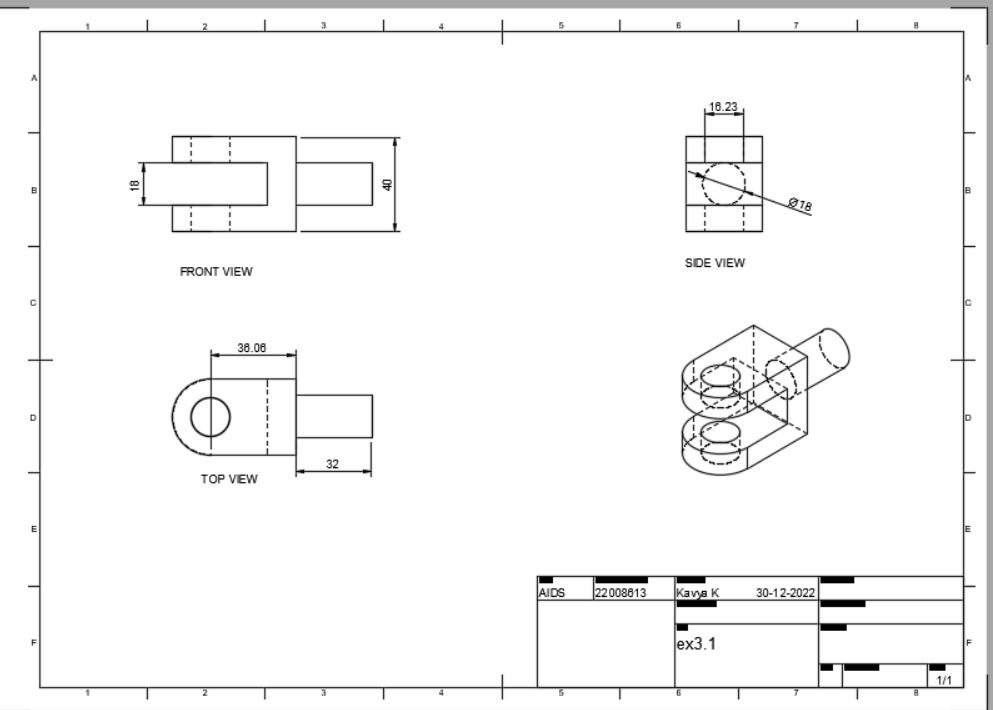 1 2 3 4 5 6 7 8
A A
16.23
B 18 40 B
Ø18
FRONT VIEW
SIDE VIEW
C C
36.06
D D
32
TOP VIEW
E E
AIDS 22008613 Kavya K 30-12-2022
F ex3.1 F
1/1
1 2 3 4 5 6 7 8